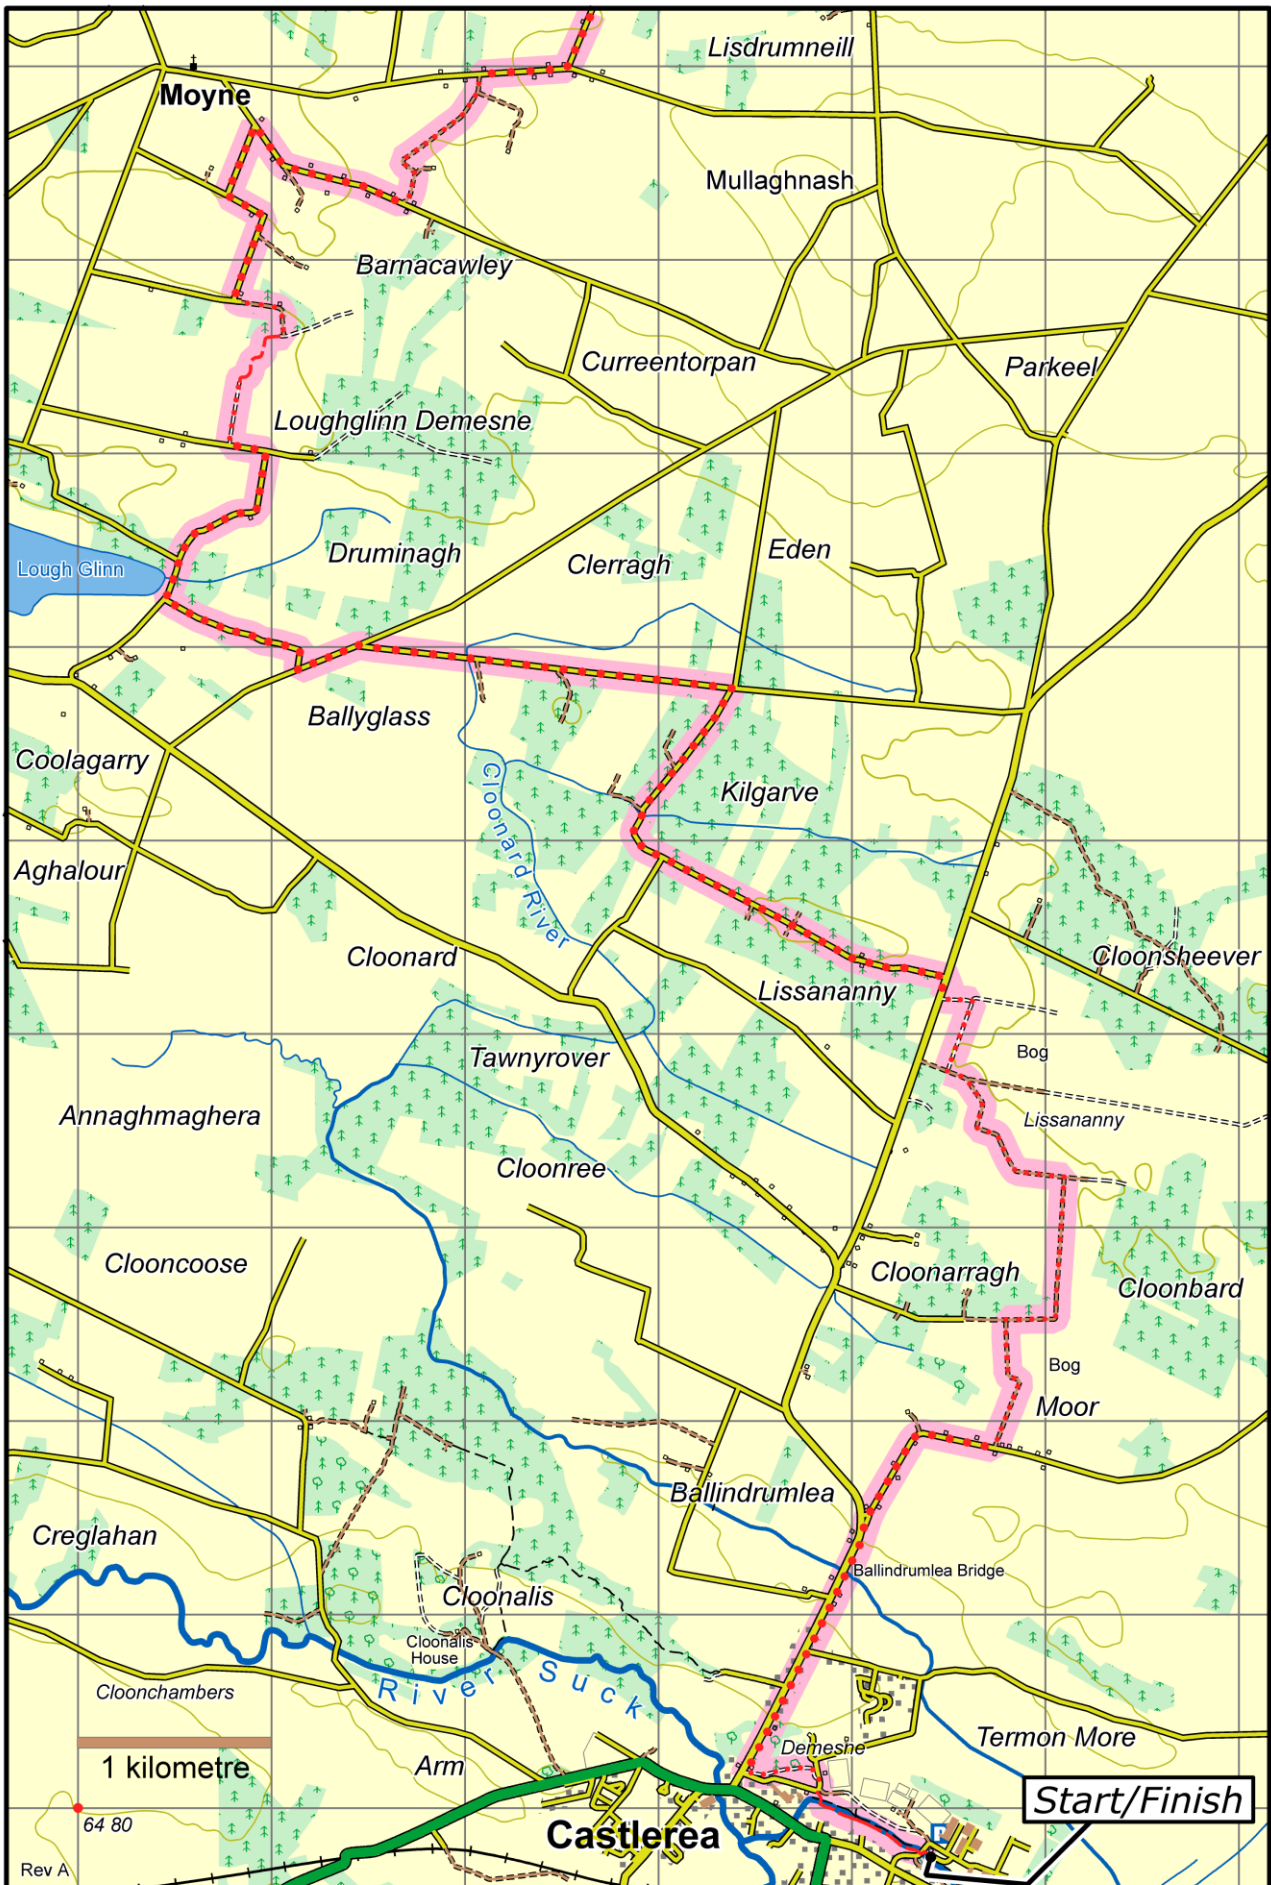 Lisdrumneill
Moyne
Mullaghnash
Barnacawley
Curreentorpan
Parkeel
Loughglinn Demesne
Druminagh
Clerragh
Eden
Lough Glinn
Ballyglass
Coolagarry
Kilgarve
Cloonard River
Aghalour
Cloonard
Cloonsheever
Lissananny
Bog
Tawnyrover
Annaghmaghera
Lissananny
Cloonree
Clooncoose
Cloonarragh
Cloonbard
Bog
Moor
Ballindrumlea
Creglahan
Ballindrumlea Bridge
Cloonalis
Cloonalis
House
River Suck
Cloonchambers
Termon More
Demesne
Arm
1 kilometre
Start/Finish
64 80
Castlerea
P
Rev A